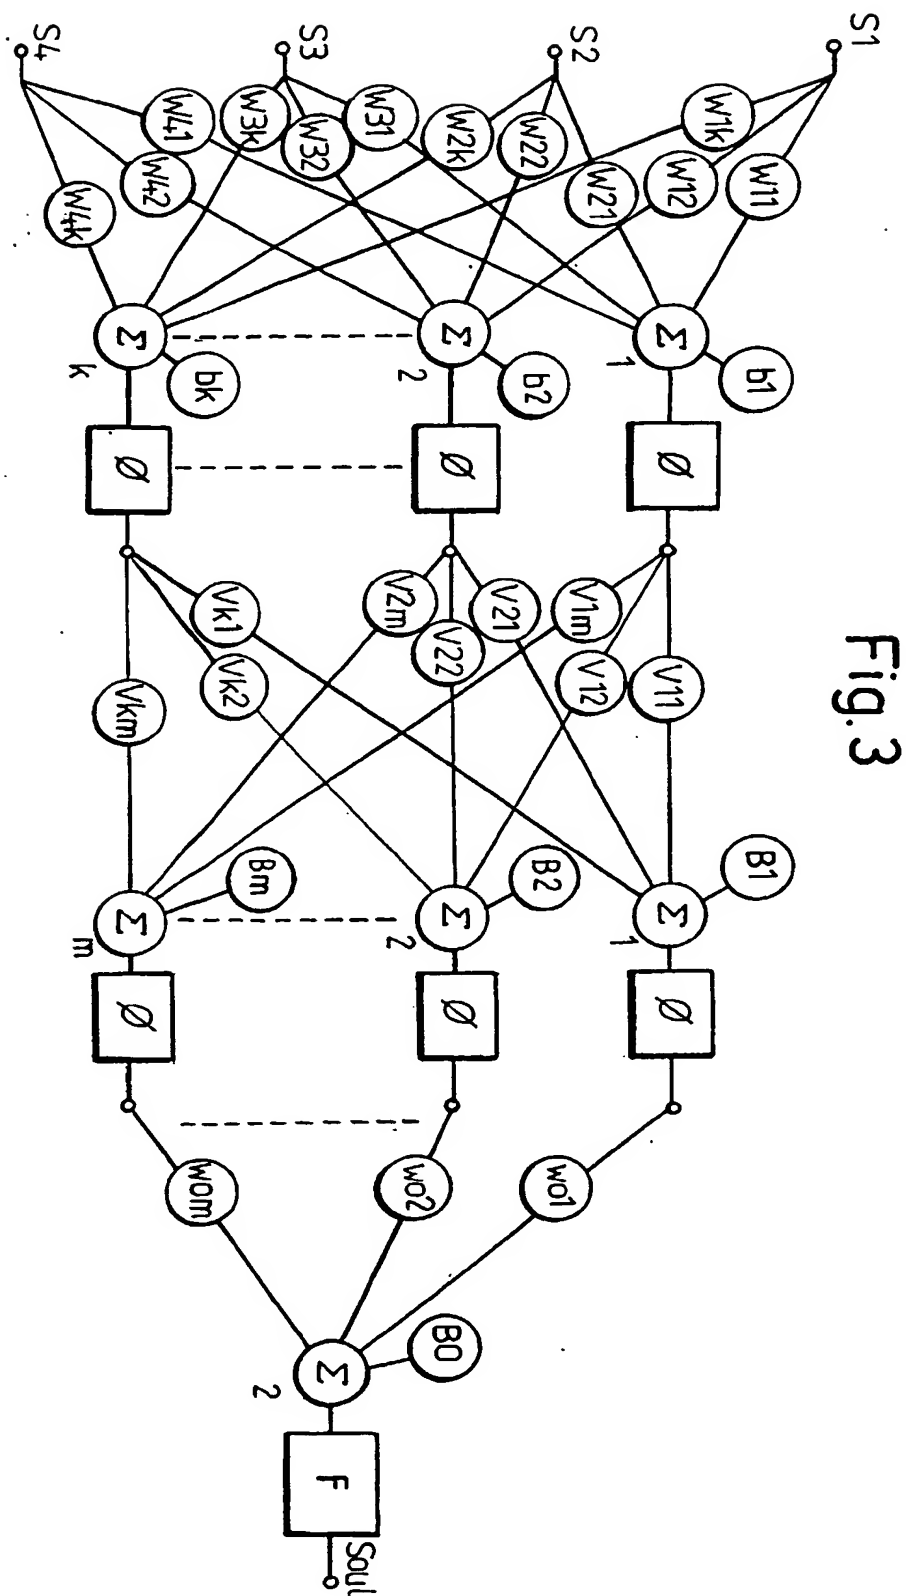 Fig.3
S1
S2
S3
S4
W11
W12
W1k
W21
W22
W2k
W31
W32
W3k
W41
W42
W4k
Σ
1
b1
Ø
Σ
2
b2
Ø
Σ
k
bk
Ø
V11
V12
V1m
V21
V22
V2m
Vk1
Vk2
Vkm
Σ
1
B1
Ø
Σ
2
B2
Ø
Σ
m
Bm
Ø
wo1
wo2
wom
Σ
2
B0
F